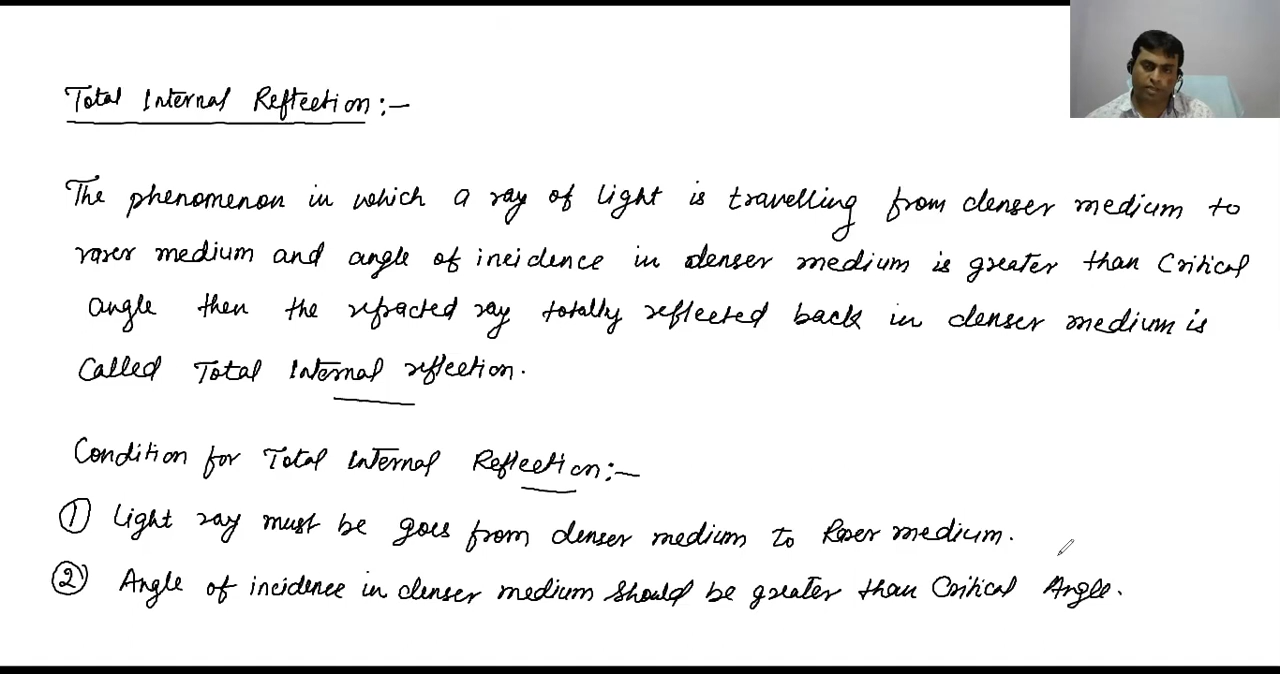 Total Internal Reflection :-
The phenomenon in which a ray of light is travelling from denser medium to
rarer medium and angle of incidence in denser medium is greater than Critical
angle then the refracted ray totally reflected back in denser medium is
Called Total Internal reflection.
Condition for Total Internal Reflection :-
① Light ray must be goes from denser medium to Rarer medium.
② Angle of incidence in denser medium should be greater than Critical Angle.